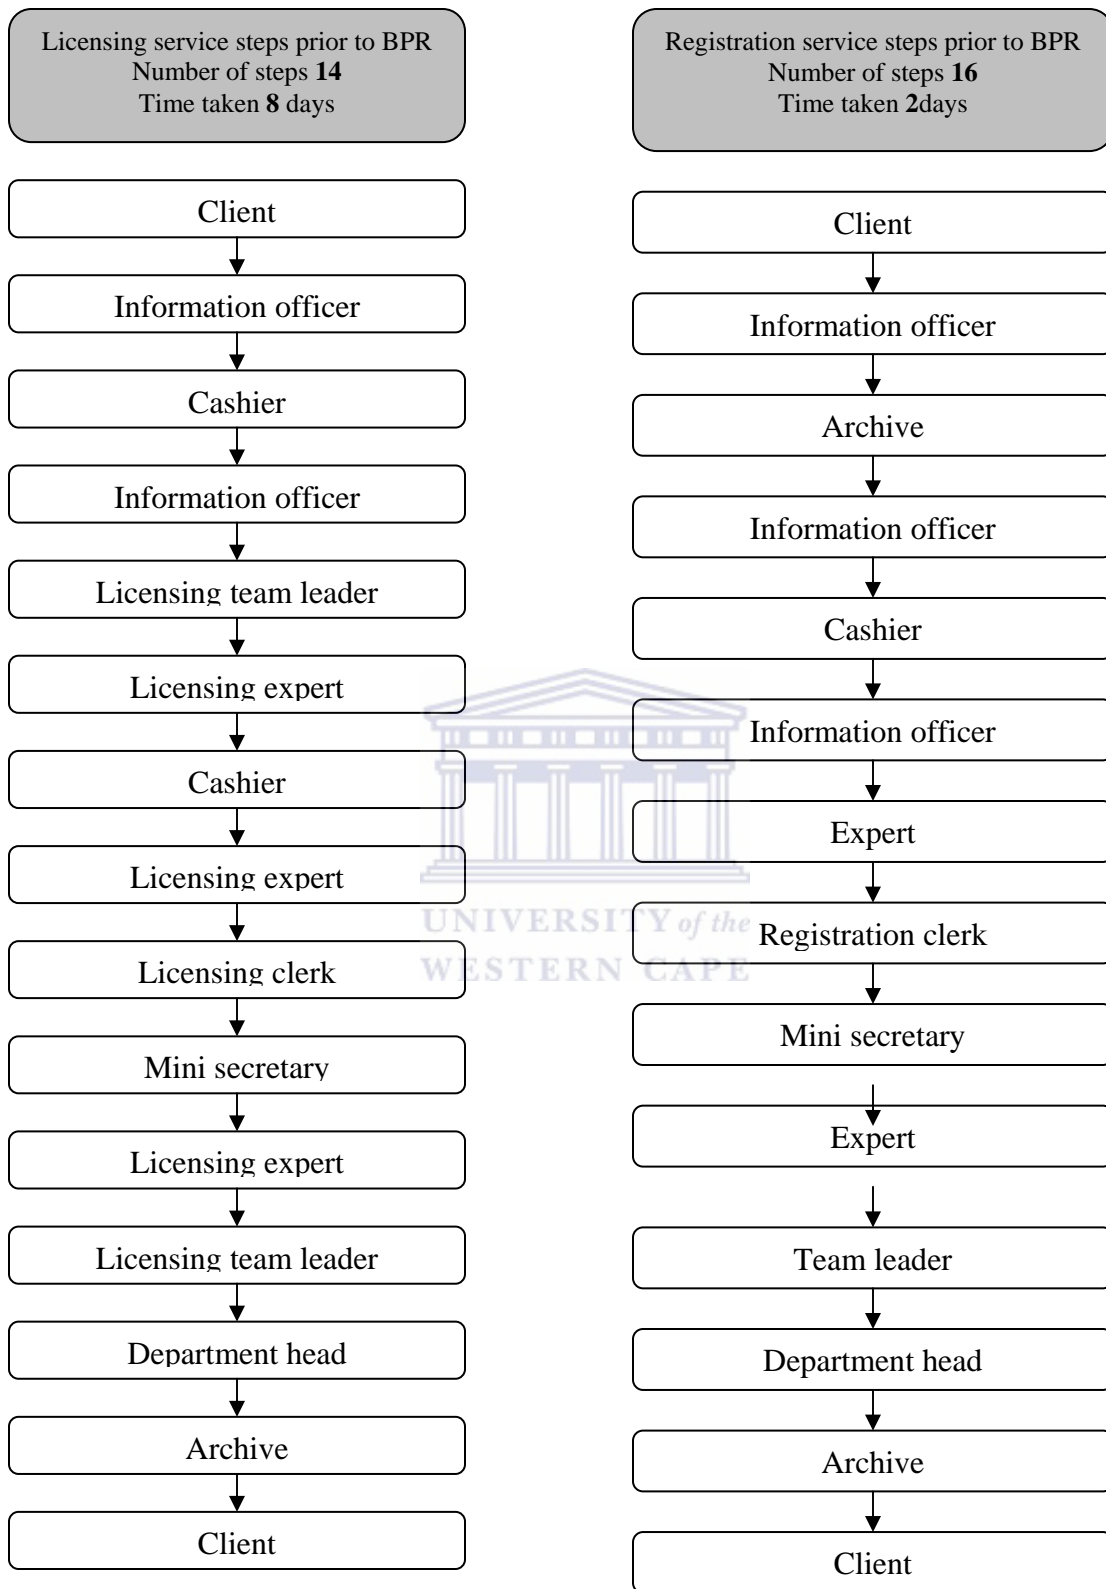 Licensing service steps prior to BPR
Number of steps 14
Time taken 8 days
Client
Information officer
Cashier
Information officer
Licensing team leader
Licensing expert
Cashier
Licensing expert
Licensing clerk
Mini secretary
Licensing expert
Licensing team leader
Department head
Archive
Client
Registration service steps prior to BPR
Number of steps 16
Time taken 2days
Client
Information officer
Archive
Information officer
Cashier
Information officer
Expert
Registration clerk
Mini secretary
Expert
Team leader
Department head
Archive
Client
UNIVERSITY of the
WESTERN CAPE